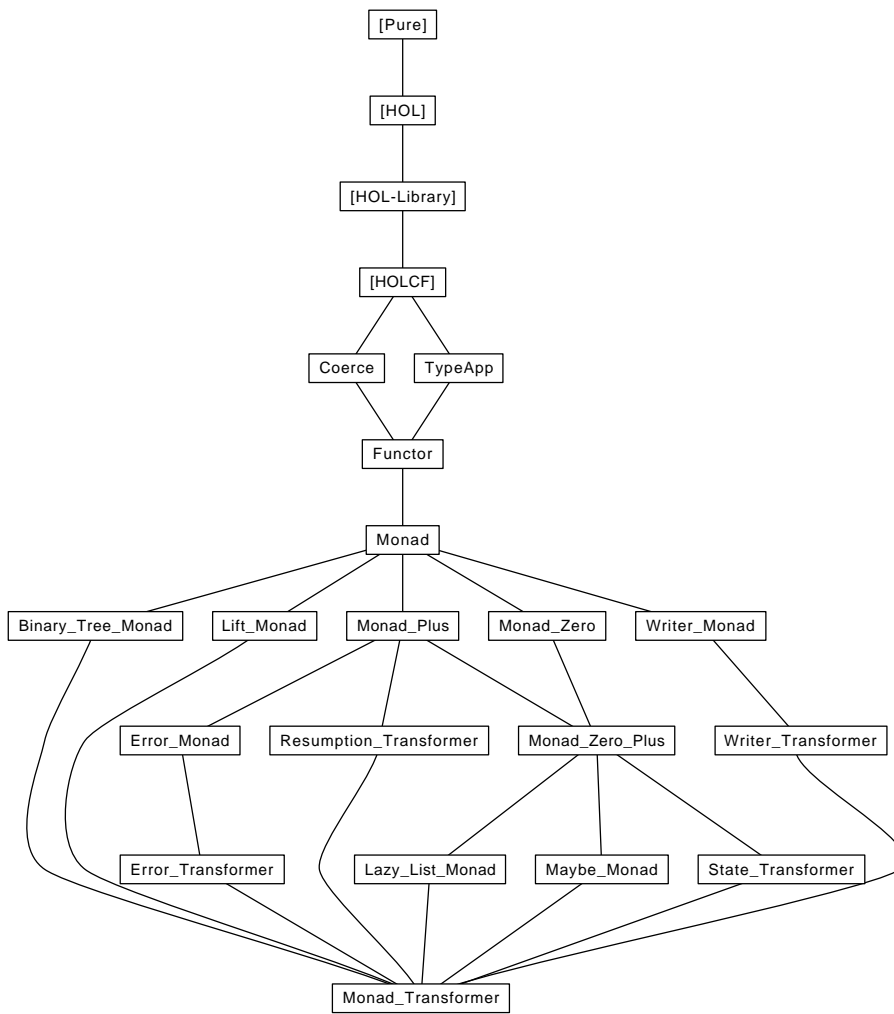 [Pure]
[HOL]
[HOL-Library]
[HOLCF]
Coerce
TypeApp
Functor
Monad
Binary_Tree_Monad
Lift_Monad
Monad_Plus
Monad_Zero
Writer_Monad
Error_Monad
Resumption_Transformer
Monad_Zero_Plus
Writer_Transformer
Error_Transformer
Lazy_List_Monad
Maybe_Monad
State_Transformer
Monad_Transformer